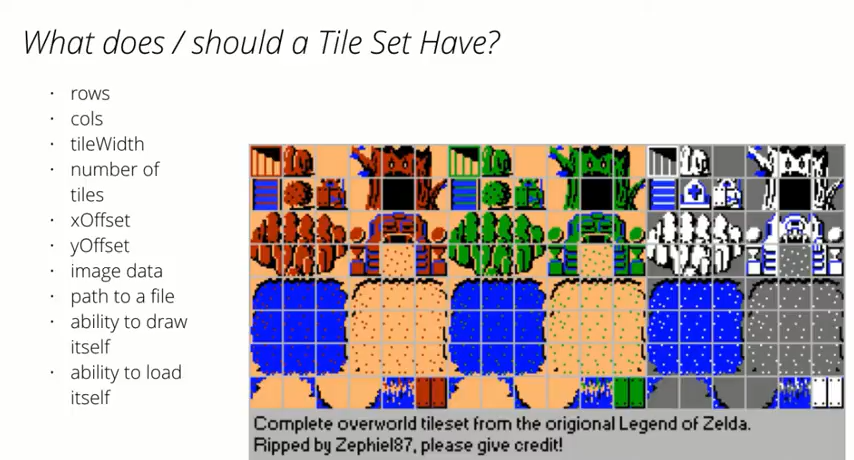 What does / should a Tile Set Have?
· rows
· cols
· tileWidth
· number of
tiles
· xOffset
· yOffset
· image data
· path to a file
· ability to draw
itself
· ability to load
itself
Complete overworld tileset from the origional Legend of Zelda.
Ripped by Zephiel87, please give credit!